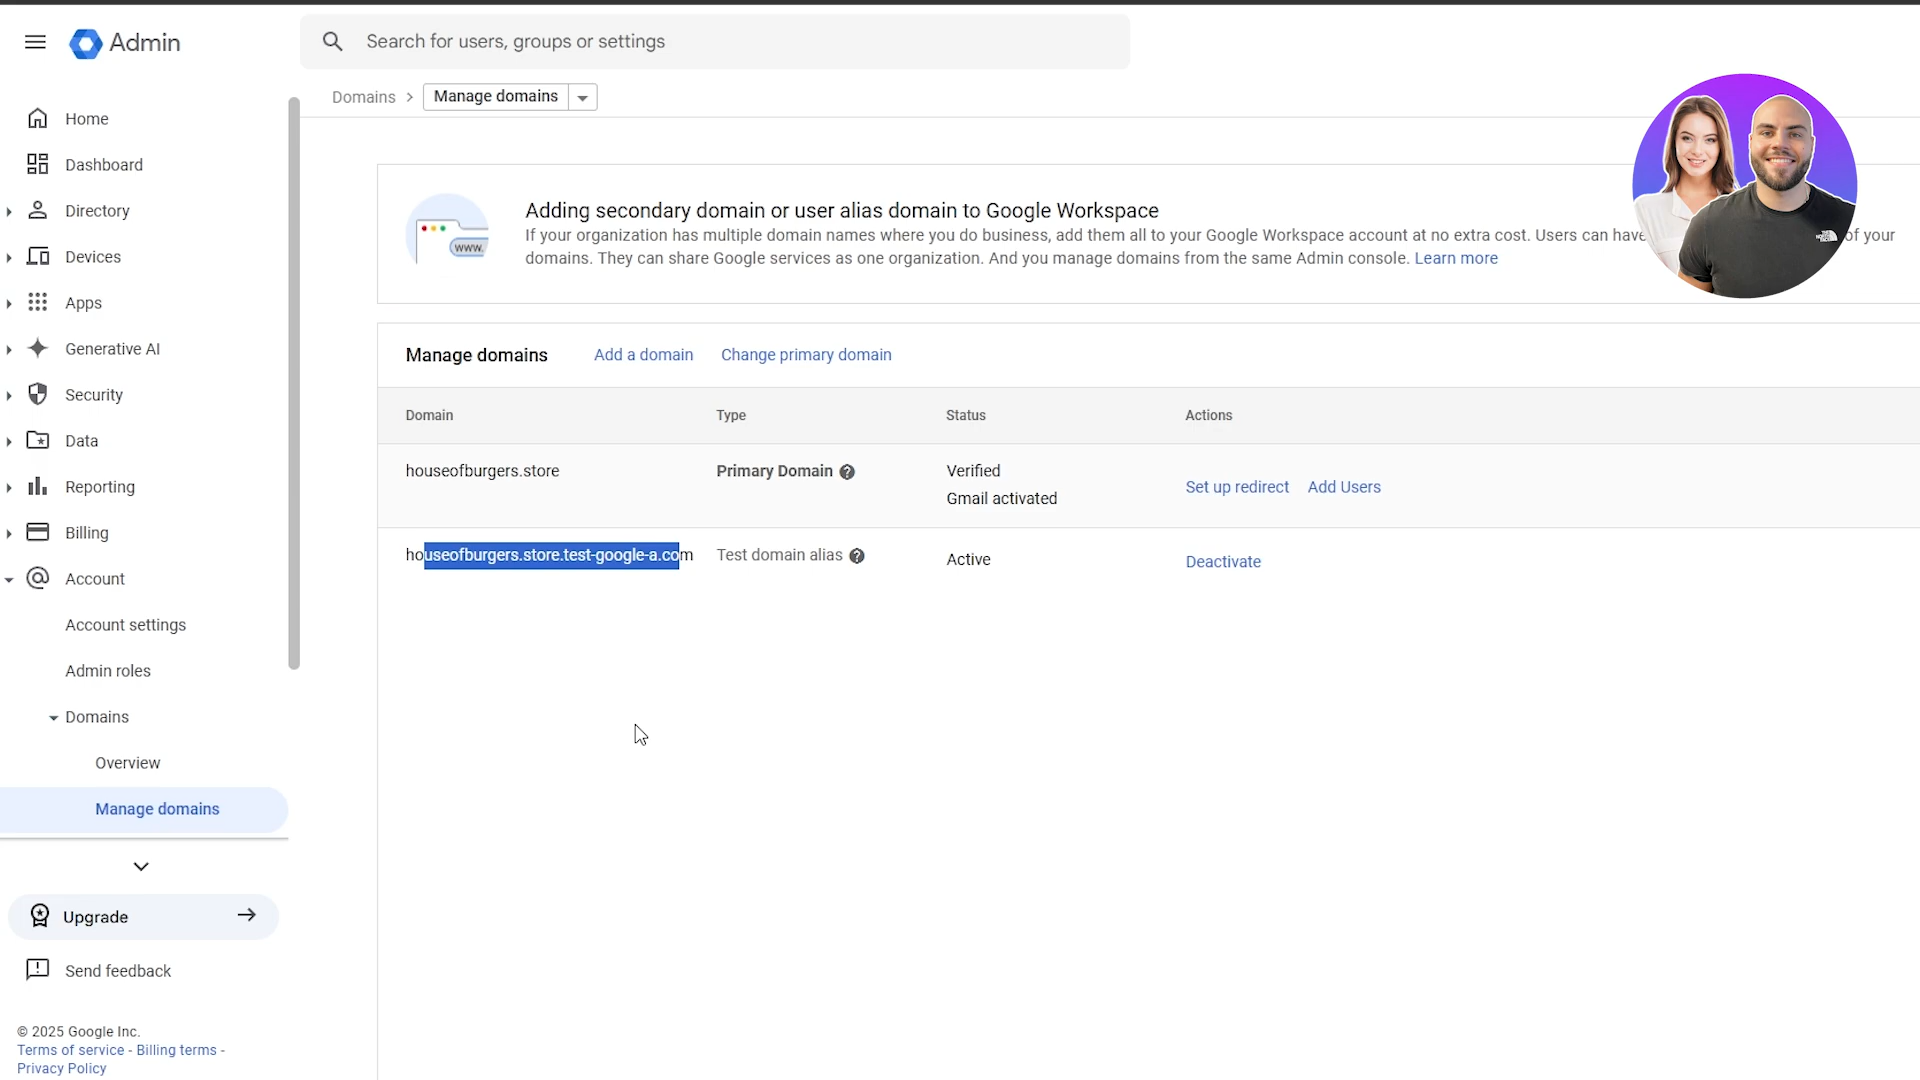 Admin
Search for users, groups or settings
Domains > Manage domains
Home
Dashboard
Directory
Devices
Apps
Generative AI
Security
Data
Reporting
Billing
Account
Account settings
Admin roles
Domains
Overview
Manage domains
Upgrade
Send feedback
© 2025 Google Inc.
Terms of service - Billing terms -
Privacy Policy
www.
Adding secondary domain or user alias domain to Google Workspace
If your organization has multiple domain names where you do business, add them all to your Google Workspace account at no extra cost. Users can have of your
domains. They can share Google services as one organization. And you manage domains from the same Admin console. Learn more
Manage domains Add a domain Change primary domain
Domain Type Status Actions
houseofburgers.store Primary Domain Verified
Gmail activated
Set up redirect Add Users
houseofburgers.store.test-google-a.com Test domain alias Active Deactivate